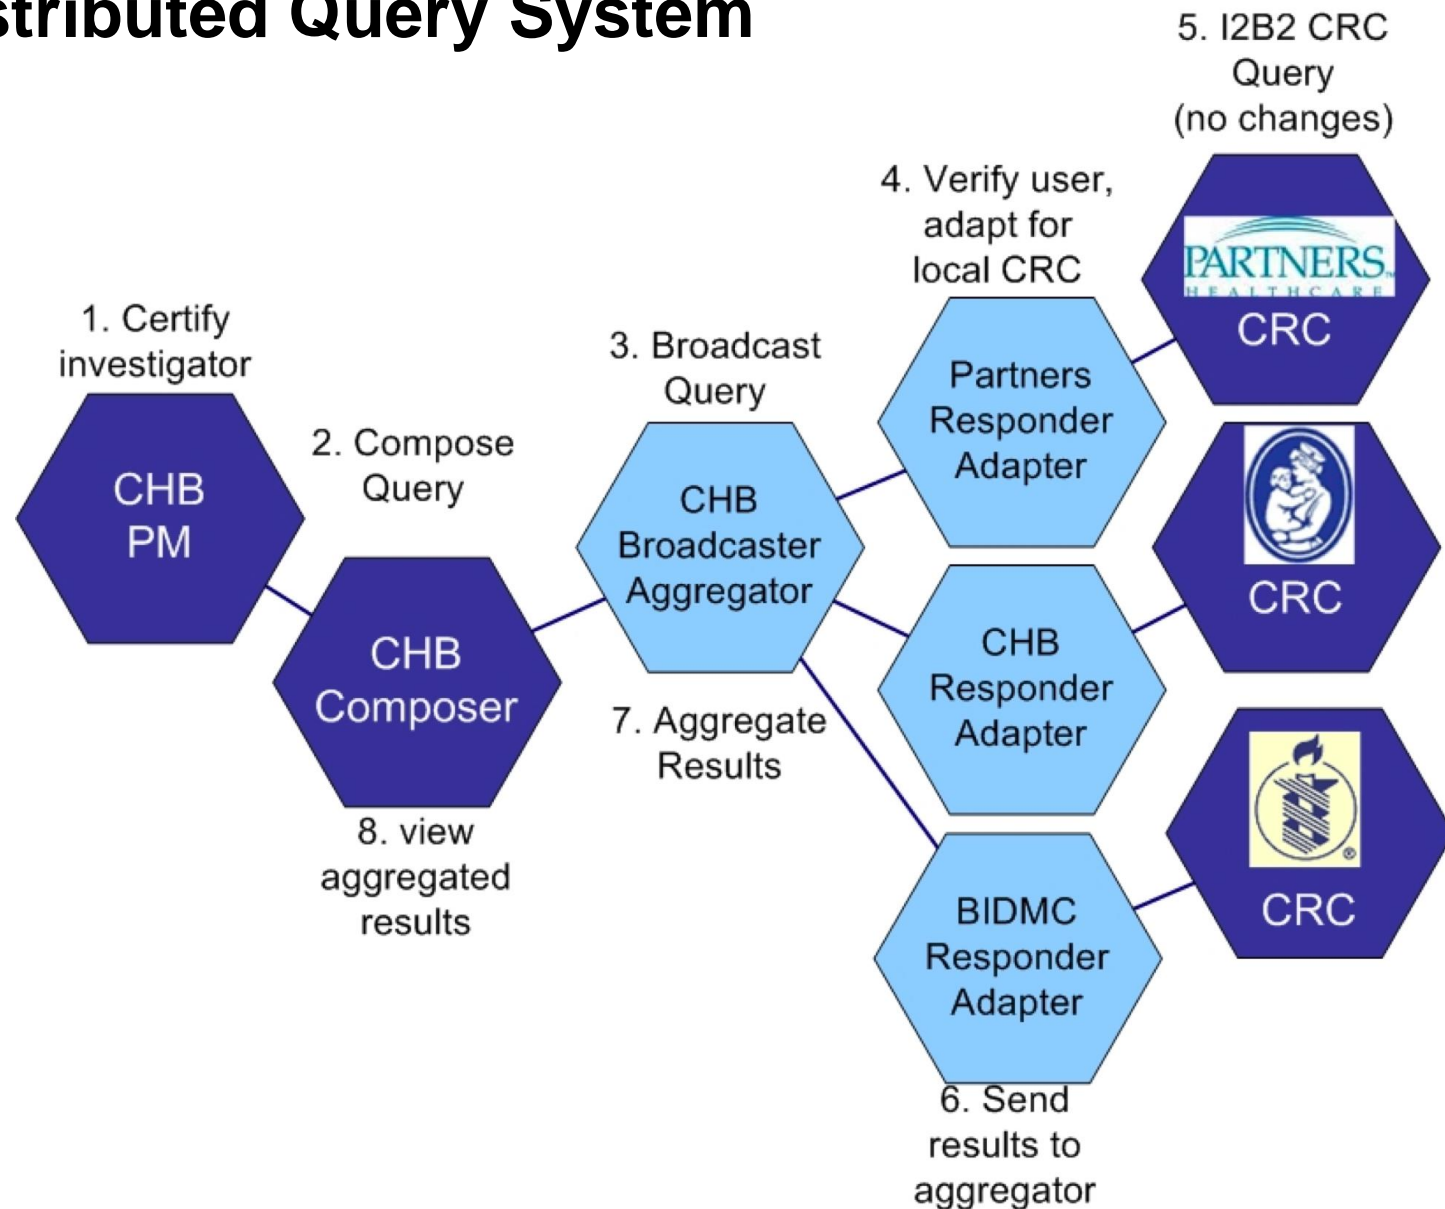 stributed Query System
5. I2B2 CRC
Query
(no changes)
4. Verify user,
adapt for
local CRC
PARTNERS™
HEALTHCARE
CRC
1. Certify
investigator
3. Broadcast
Query
Partners
Responder
Adapter
2. Compose
Query
CHB
PM
CHB
Broadcaster
Aggregator
CRC
CHB
Composer
CHB
Responder
Adapter
7. Aggregate
Results
8. view
aggregated
results
®
CRC
BIDMC
Responder
Adapter
6. Send
results to
aggregator